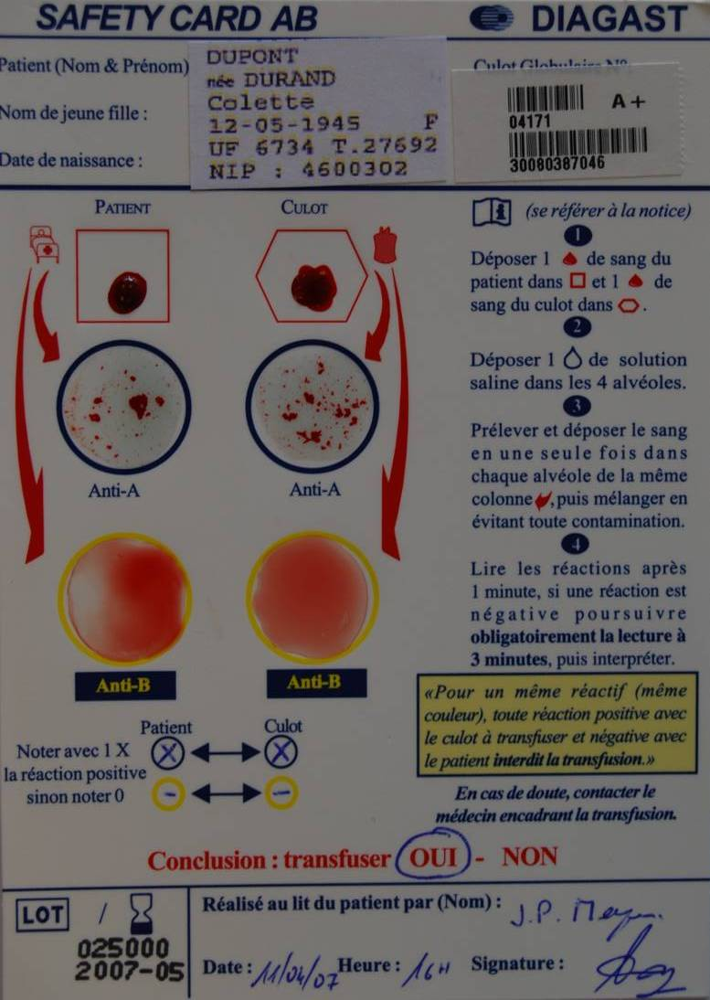 SAFETY CARD AB
DIAGAST
Patient (Nom & Prénom)
Nom de jeune fille :
Date de naissance :
DUPONT
née DURAND
Colette
12-05-1945 F
UF 6734 T.27692
NIP : 4600302
Culot Globulaire N°:
A+
04171
30080387046
PATIENT
CULOT
(se référer à la notice)
1
Déposer 1 de sang du
patient dans et 1 de
sang du culot dans .
2
Déposer 1 de solution
saline dans les 4 alvéoles.
3
Prélever et déposer le sang
en une seule fois dans
chaque alvéole de la même
colonne , puis mélanger en
évitant toute contamination.
4
Lire les réactions après
1 minute, si une réaction est
négative poursuivre
obligatoirement la lecture à
3 minutes, puis interpréter.
Anti-A
Anti-A
Anti-B
Anti-B
«Pour un même réactif (même
couleur), toute réaction positive avec
le culot à transfuser et négative avec
le patient interdit la transfusion.»
En cas de doute, contacter le
médecin encadrant la transfusion.
Patient
Culot
Noter avec 1 X
la réaction positive
sinon noter 0
X X
- -
Conclusion : transfuser OUI - NON
LOT /
025000
2007-05
Réalisé au lit du patient par (Nom) : J.P.
Date : 11/04/07 Heure : 16H Signature :